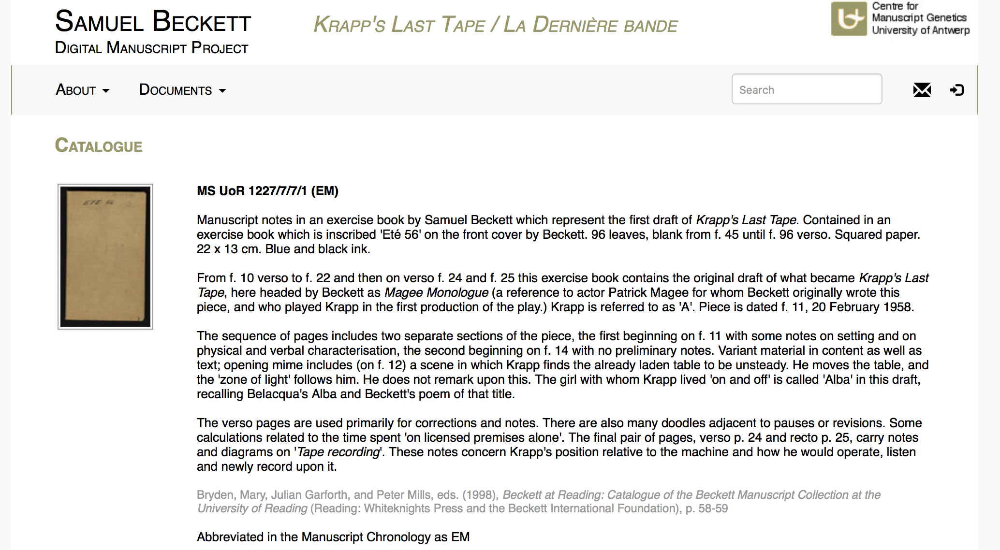 SAMUEL BECKETT
DIGITAL MANUSCRIPT PROJECT
KRAPP'S LAST TAPE / LA DERNIÈRE BANDE
Centre for
Manuscript Genetics
University of Antwerp
ABOUT
DOCUMENTS
Search
CATALOGUE
ETE 56
MS UoR 1227/7/7/1 (EM)
Manuscript notes in an exercise book by Samuel Beckett which represent the first draft of Krapp's Last Tape. Contained in an
exercise book which is inscribed 'Eté 56' on the front cover by Beckett. 96 leaves, blank from f. 45 until f. 96 verso. Squared paper.
22 x 13 cm. Blue and black ink.
From f. 10 verso to f. 22 and then on verso f. 24 and f. 25 this exercise book contains the original draft of what became Krapp's Last
Tape, here headed by Beckett as Magee Monologue (a reference to actor Patrick Magee for whom Beckett originally wrote this
piece, and who played Krapp in the first production of the play.) Krapp is referred to as 'A'. Piece is dated f. 11, 20 February 1958.
The sequence of pages includes two separate sections of the piece, the first beginning on f. 11 with some notes on setting and on
physical and verbal characterisation, the second beginning on f. 14 with no preliminary notes. Variant material in content as well as
text; opening mime includes (on f. 12) a scene in which Krapp finds the already laden table to be unsteady. He moves the table, and
the 'zone of light' follows him. He does not remark upon this. The girl with whom Krapp lived 'on and off' is called 'Alba' in this draft,
recalling Belacqua's Alba and Beckett's poem of that title.
The verso pages are used primarily for corrections and notes. There are also many doodles adjacent to pauses or revisions. Some
calculations related to the time spent 'on licensed premises alone'. The final pair of pages, verso p. 24 and recto p. 25, carry notes
and diagrams on 'Tape recording'. These notes concern Krapp's position relative to the machine and how he would operate, listen
and newly record upon it.
Bryden, Mary, Julian Garforth, and Peter Mills, eds. (1998), Beckett at Reading: Catalogue of the Beckett Manuscript Collection at the
University of Reading (Reading: Whiteknights Press and the Beckett International Foundation), p. 58-59
Abbreviated in the Manuscript Chronology as EM